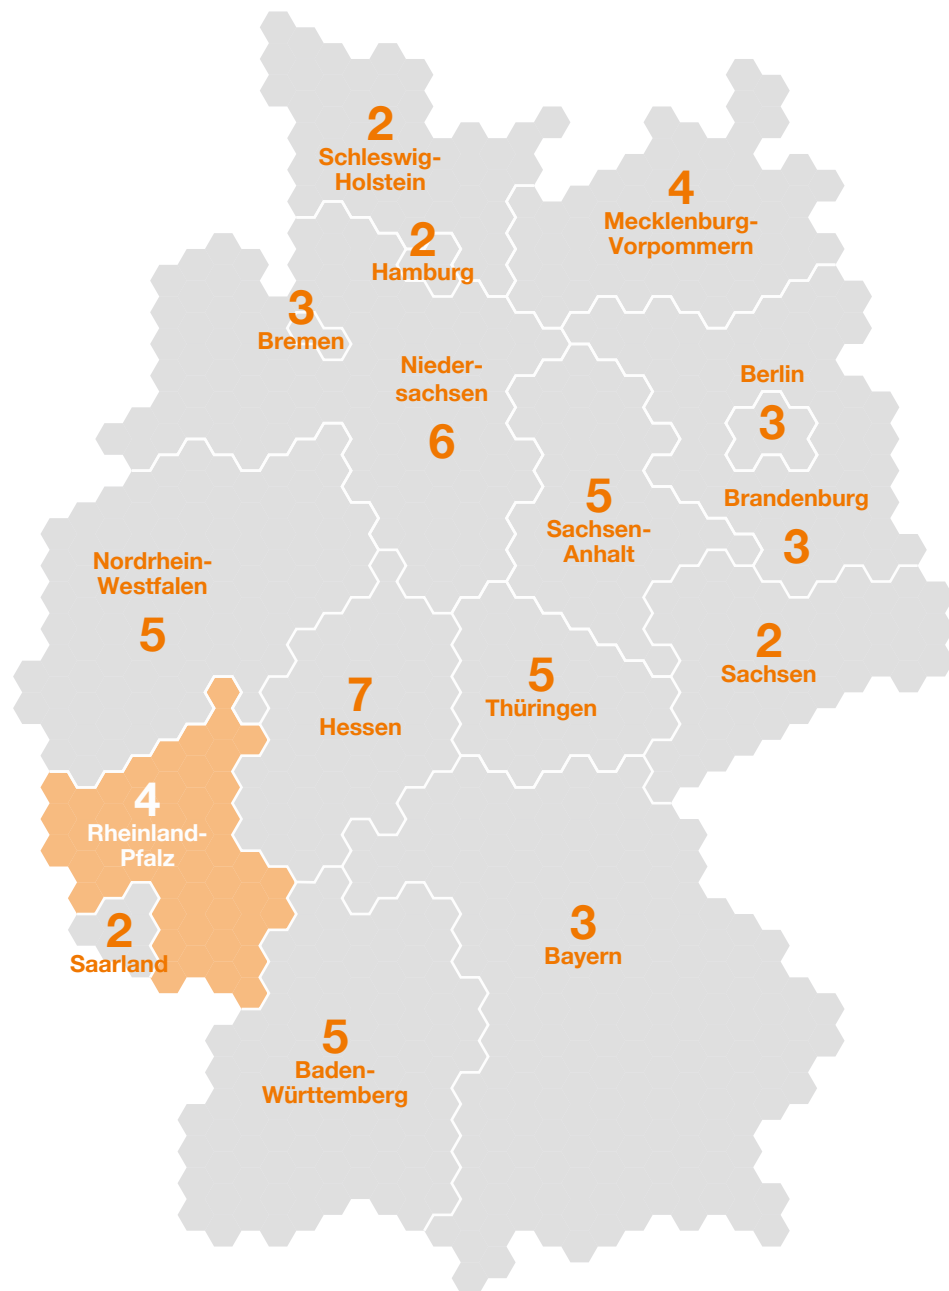 2
Schleswig-
Holstein
4
Mecklenburg-
Vorpommern
2
Hamburg
3
Bremen
Nieder-
sachsen
6
Berlin
3
Brandenburg
3
5
Sachsen-
Anhalt
Nordrhein-
Westfalen
5
2
Sachsen
7
Hessen
5
Thüringen
4
Rheinland-
Pfalz
2
Saarland
3
Bayern
5
Baden-
Württemberg